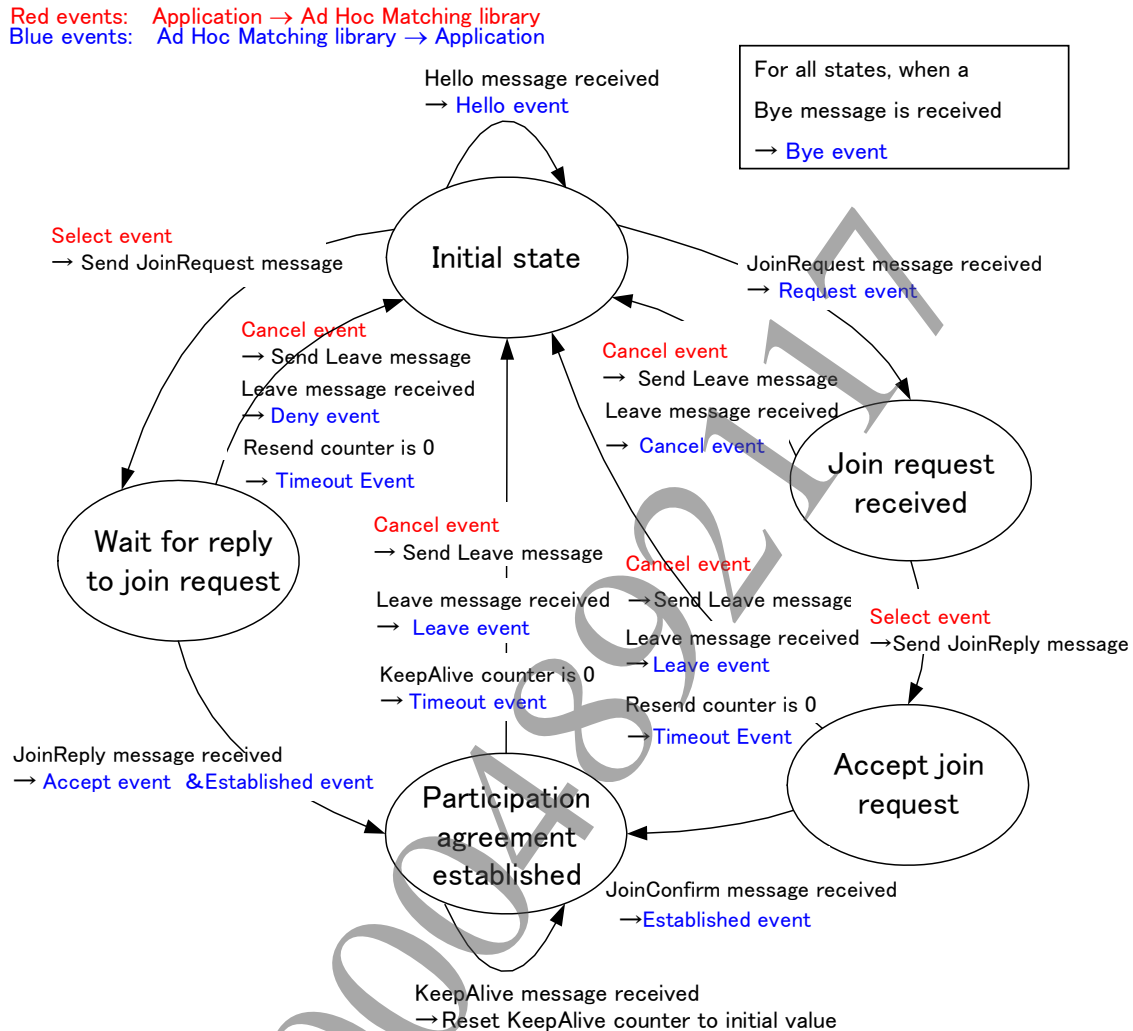 Red events: Application → Ad Hoc Matching library
Blue events: Ad Hoc Matching library → Application
Hello message received
→ Hello event
For all states, when a
Bye message is received
→ Bye event
Select event
→ Send JoinRequest message
Initial state
JoinRequest message received
→ Request event
Cancel event
→ Send Leave message
Leave message received
→ Deny event
Resend counter is 0
→ Timeout Event
Cancel event
→ Send Leave message
Leave message received
→ Cancel event
Join request
received
Wait for reply
to join request
Cancel event
→ Send Leave message
Leave message received
→ Leave event
KeepAlive counter is 0
→ Timeout event
Cancel event
→Send Leave message
Leave message received
→Leave event
Resend counter is 0
→Timeout Event
Select event
→Send JoinReply message
JoinReply message received
→ Accept event &Established event
Participation
agreement
established
Accept join
request
JoinConfirm message received
→Established event
KeepAlive message received
→Reset KeepAlive counter to initial value
000489217